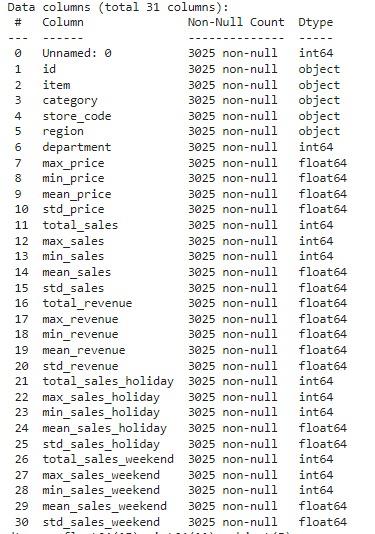 Data columns (total 31 columns):
 #   Column                Non-Null Count  Dtype
---  ------                --------------  -----
 0   Unnamed: 0            3025 non-null   int64
 1   id                    3025 non-null   object
 2   item                  3025 non-null   object
 3   category              3025 non-null   object
 4   store_code            3025 non-null   object
 5   region                3025 non-null   object
 6   department            3025 non-null   int64
 7   max_price             3025 non-null   float64
 8   min_price             3025 non-null   float64
 9   mean_price            3025 non-null   float64
 10  std_price             3025 non-null   float64
 11  total_sales           3025 non-null   int64
 12  max_sales             3025 non-null   int64
 13  min_sales             3025 non-null   int64
 14  mean_sales            3025 non-null   float64
 15  std_sales             3025 non-null   float64
 16  total_revenue         3025 non-null   float64
 17  max_revenue           3025 non-null   float64
 18  min_revenue           3025 non-null   float64
 19  mean_revenue          3025 non-null   float64
 20  std_revenue           3025 non-null   float64
 21  total_sales_holiday   3025 non-null   int64
 22  max_sales_holiday     3025 non-null   int64
 23  min_sales_holiday     3025 non-null   int64
 24  mean_sales_holiday    3025 non-null   float64
 25  std_sales_holiday     3025 non-null   float64
 26  total_sales_weekend   3025 non-null   int64
 27  max_sales_weekend     3025 non-null   int64
 28  min_sales_weekend     3025 non-null   int64
 29  mean_sales_weekend    3025 non-null   float64
 30  std_sales_weekend     3025 non-null   float64